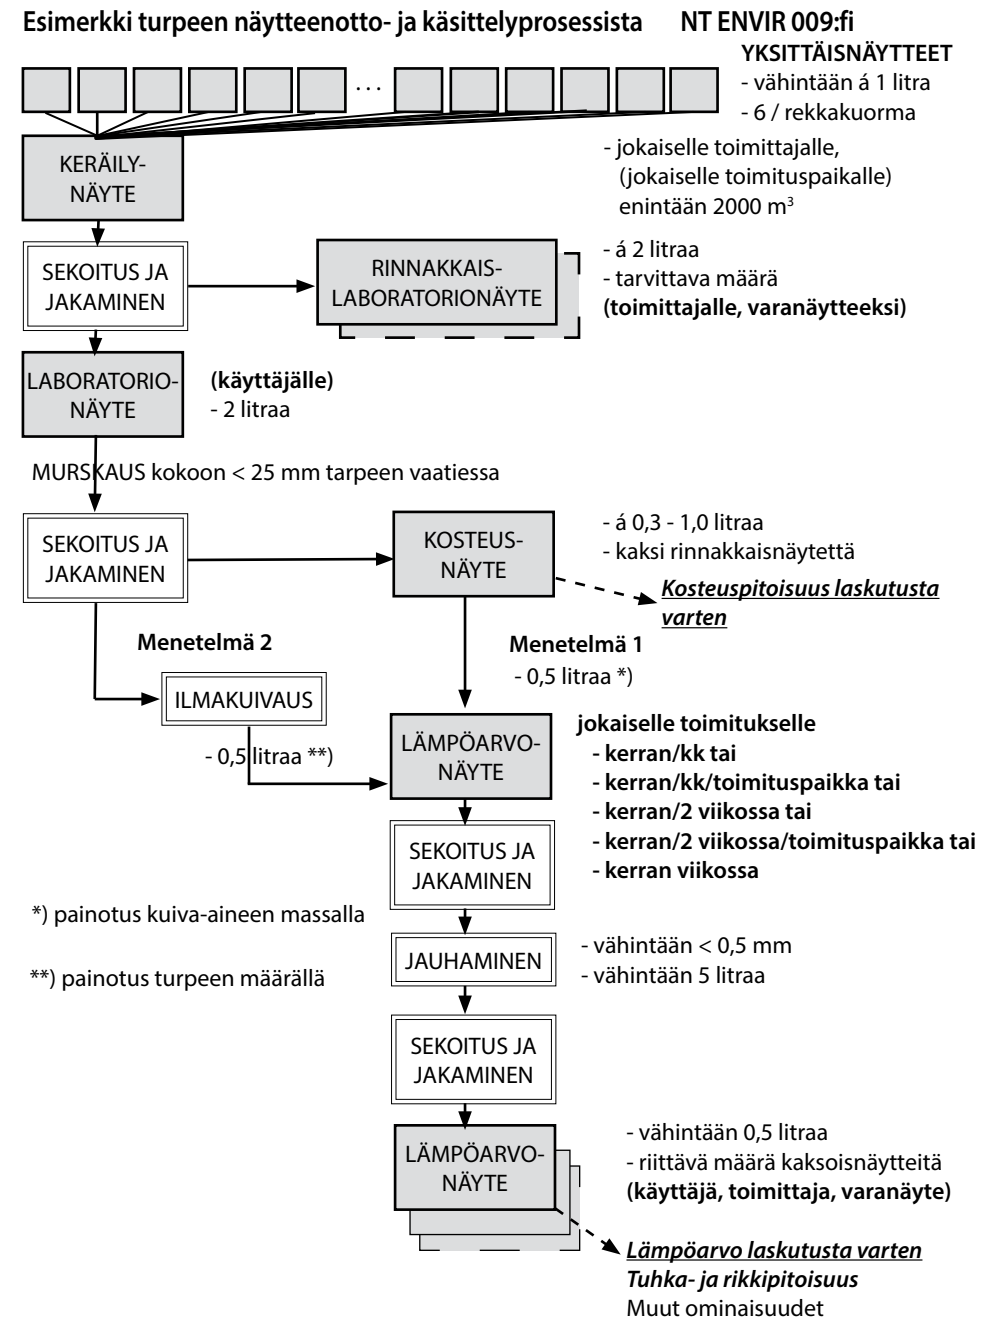 Esimerkki turpeen näytteenotto- ja käsittelyprosessista NT ENVIR 009:fi
YKSITTÄISNÄYTTEET
- vähintään á 1 litra
- 6 / rekkakuorma
...
KERÄILY-
NÄYTE
- jokaiselle toimittajalle,
(jokaiselle toimituspaikalle)
enintään 2000 m³
SEKOITUS JA
JAKAMINEN
RINNAKKAIS-
LABORATORIONÄYTE
- á 2 litraa
- tarvittava määrä
(toimittajalle, varanäytteeksi)
LABORATORIO-
NÄYTE
(käyttäjälle)
- 2 litraa
MURSKAUS kokoon < 25 mm tarpeen vaatiessa
SEKOITUS JA
JAKAMINEN
KOSTEUS-
NÄYTE
- á 0,3 - 1,0 litraa
- kaksi rinnakkaisnäytettä
Kosteuspitoisuus laskutusta
varten
Menetelmä 2
Menetelmä 1
- 0,5 litraa *)
ILMAKUIVAUS
- 0,5 litraa **)
LÄMPÖARVO-
NÄYTE
jokaiselle toimitukselle
- kerran/kk tai
- kerran/kk/toimituspaikka tai
- kerran/2 viikossa tai
- kerran/2 viikossa/toimituspaikka tai
- kerran viikossa
SEKOITUS JA
JAKAMINEN
*) painotus kuiva-aineen massalla
**) painotus turpeen määrällä
JAUHAMINEN
- vähintään < 0,5 mm
- vähintään 5 litraa
SEKOITUS JA
JAKAMINEN
LÄMPÖARVO-
NÄYTE
- vähintään 0,5 litraa
- riittävä määrä kaksoisnäytteitä
(käyttäjä, toimittaja, varanäyte)
Lämpöarvo laskutusta varten
Tuhka- ja rikkipitoisuus
Muut ominaisuudet